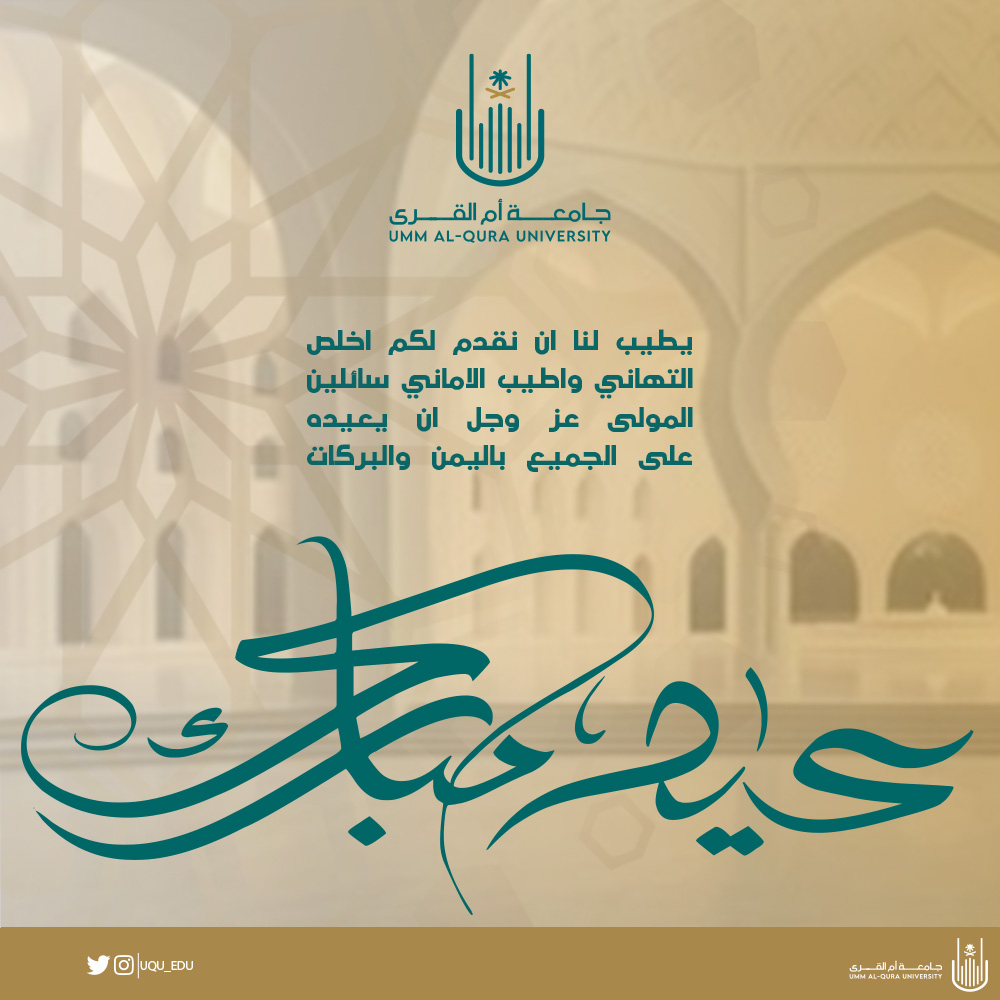 جامعة أم القرى
UMM AL-QURA UNIVERSITY
يطيب لنا ان نقدم لكم اخلص
التهاني واطيب الاماني سائلين
المولى عز وجل ان يعيده
على الجميع باليمن والبركات
عيد مبارك
UQU_EDU
جامعة أم القرى
UMM AL-QURA UNIVERSITY